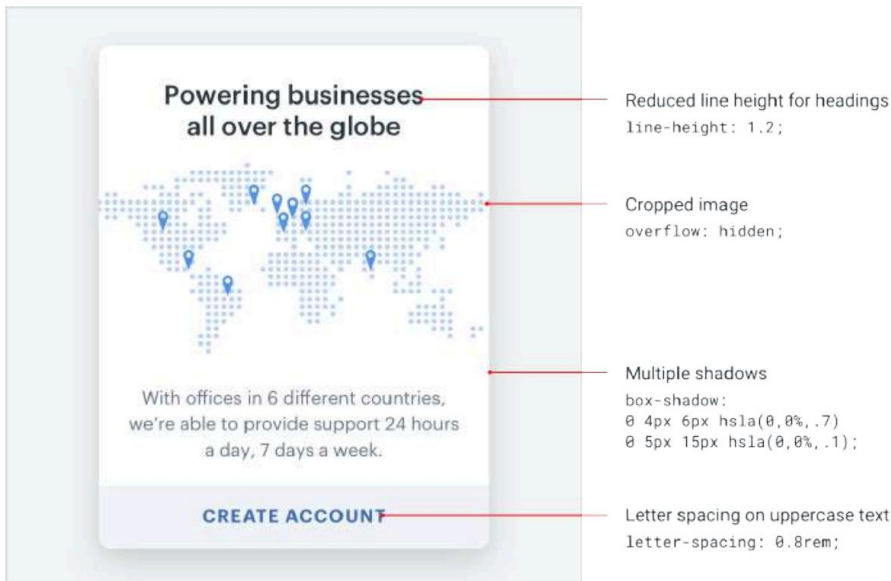 Powering businesses
all over the globe
Reduced line height for headings
line-height: 1.2;
Cropped image
overflow: hidden;
Multiple shadows
box-shadow:
0 4px 6px hsla(0,0%,.7)
0 5px 15px hsla(0,0%,.1);
With offices in 6 different countries,
we're able to provide support 24 hours
a day, 7 days a week.
CREATE ACCOUNT
Letter spacing on uppercase text
letter-spacing: 0.8rem;